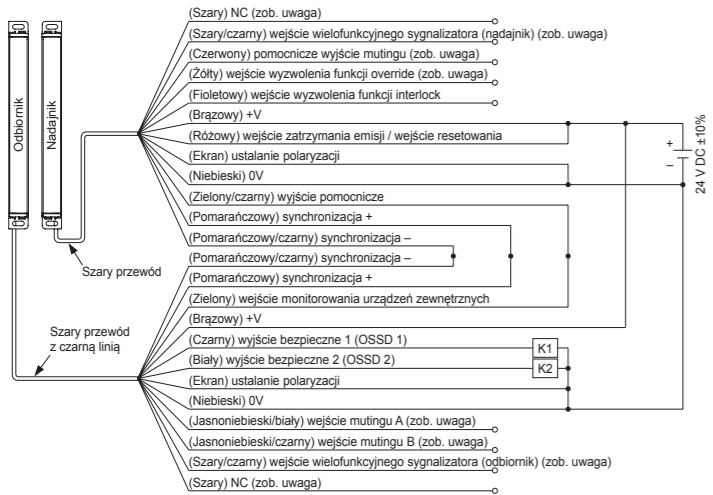 (Szary) NC (zob. uwaga)
(Szary/czarny) wejście wielofunkcyjnego sygnalizatora (nadajnik) (zob. uwaga)
(Czerwony) pomocnicze wyjście mutingu (zob. uwaga)
(Żółty) wejście wyzwolenia funkcji override (zob. uwaga)
(Fioletowy) wejście wyzwolenia funkcji interlock
(Brązowy) +V
(Różowy) wejście zatrzymania emisji / wejście resetowania
(Ekran) ustalanie polaryzacji
(Niebieski) 0V
(Zielony/czarny) wyjście pomocnicze
(Pomarańczowy) synchronizacja +
(Pomarańczowy/czarny) synchronizacja –
(Pomarańczowy/czarny) synchronizacja –
(Pomarańczowy) synchronizacja +
(Zielony) wejście monitorowania urządzeń zewnętrznych
(Brązowy) +V
(Czarny) wyjście bezpieczne 1 (OSSD 1)
K1
(Biały) wyjście bezpieczne 2 (OSSD 2)
K2
(Ekran) ustalanie polaryzacji
(Niebieski) 0V
(Jasnoniebieski/biały) wejście mutingu A (zob. uwaga)
(Jasnoniebieski/czarny) wejście mutingu B (zob. uwaga)
(Szary/czarny) wejście wielofunkcyjnego sygnalizatora (odbiornik) (zob. uwaga)
(Szary) NC (zob. uwaga)
Odbiornik
Nadajnik
Szary przewód
Szary przewód
z czarną linią
+
–
24 V DC ±10%